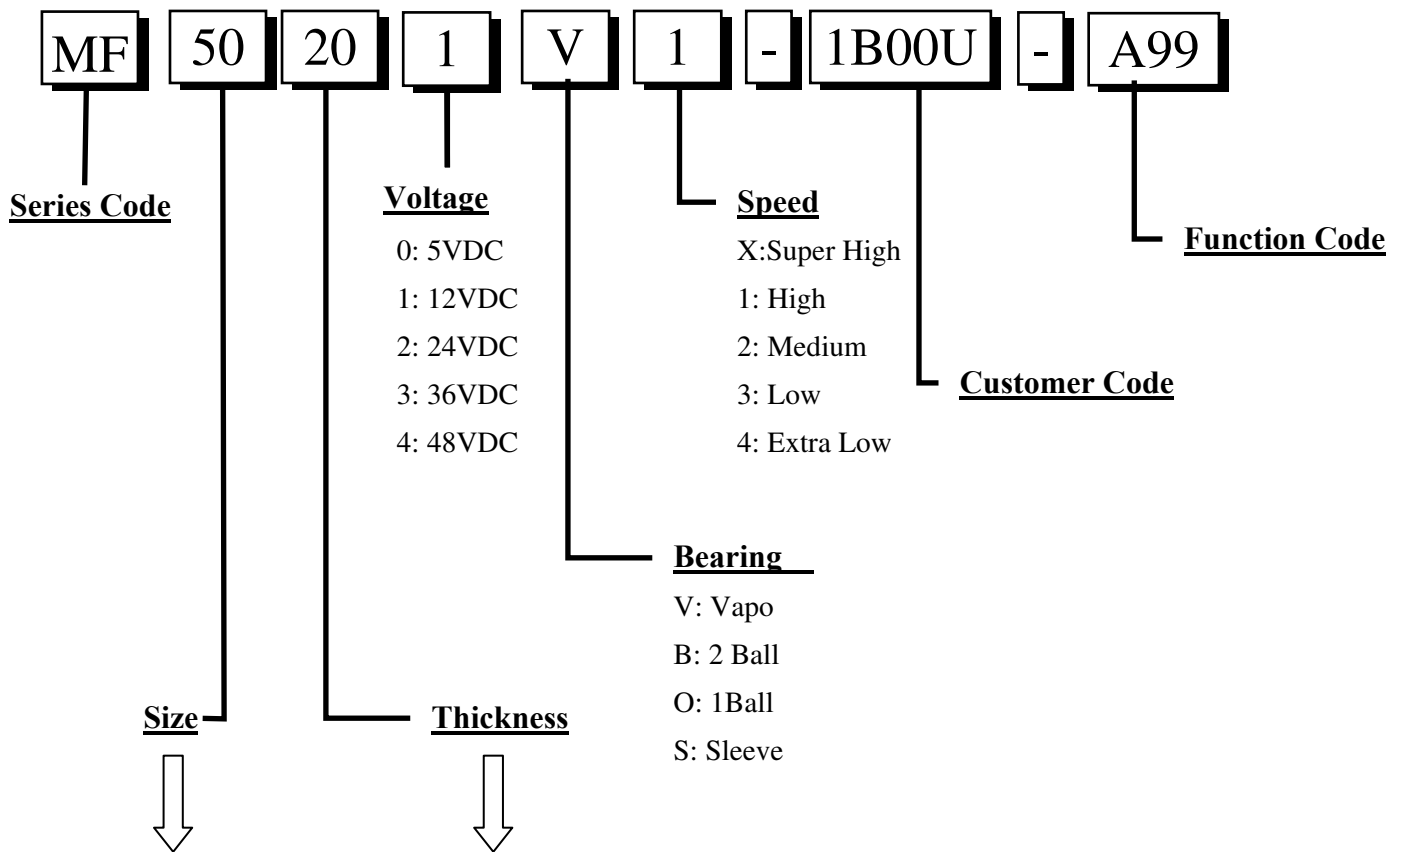 MF 50 20 1 V 1 - 1B00U - A99
Series Code
Voltage
0: 5VDC
1: 12VDC
2: 24VDC
3: 36VDC
4: 48VDC
Speed
X:Super High
1: High
2: Medium
3: Low
4: Extra Low
Function Code
Customer Code
Bearing
V: Vapo
B: 2 Ball
O: 1Ball
S: Sleeve
Size
Thickness